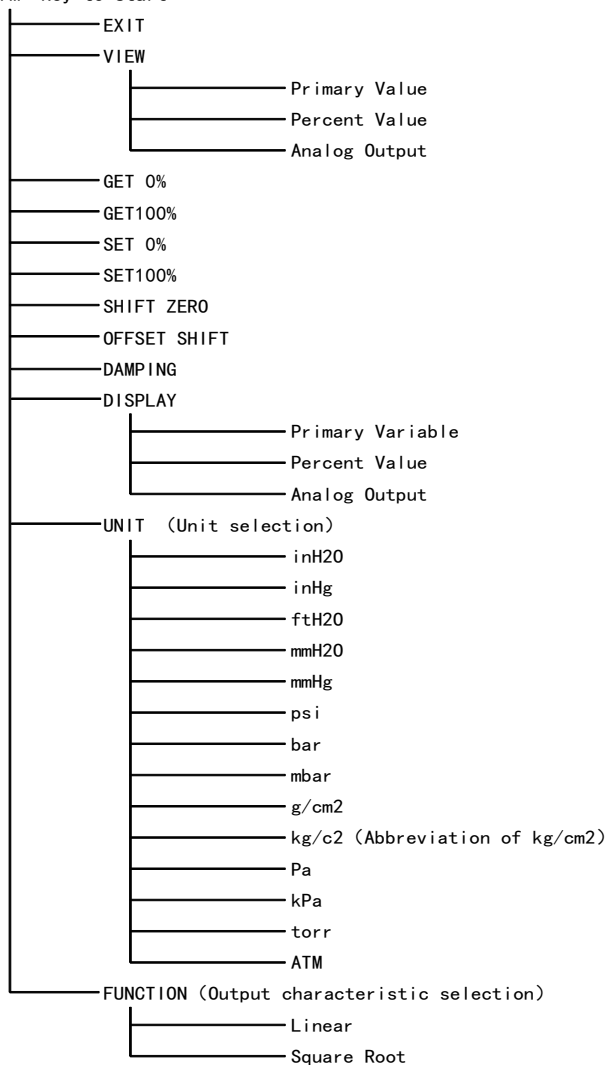 EXIT
VIEW
Primary Value
Percent Value
Analog Output
GET 0%
GET100%
SET 0%
SET100%
SHIFT ZERO
OFFSET SHIFT
DAMPING
DISPLAY
Primary Variable
Percent Value
Analog Output
UNIT （Unit selection）
inH2O
inHg
ftH2O
mmH2O
mmHg
psi
bar
mbar
g/cm2
kg/c2（Abbreviation of kg/cm2）
Pa
kPa
torr
ATM
FUNCTION（Output characteristic selection）
Linear
Square Root